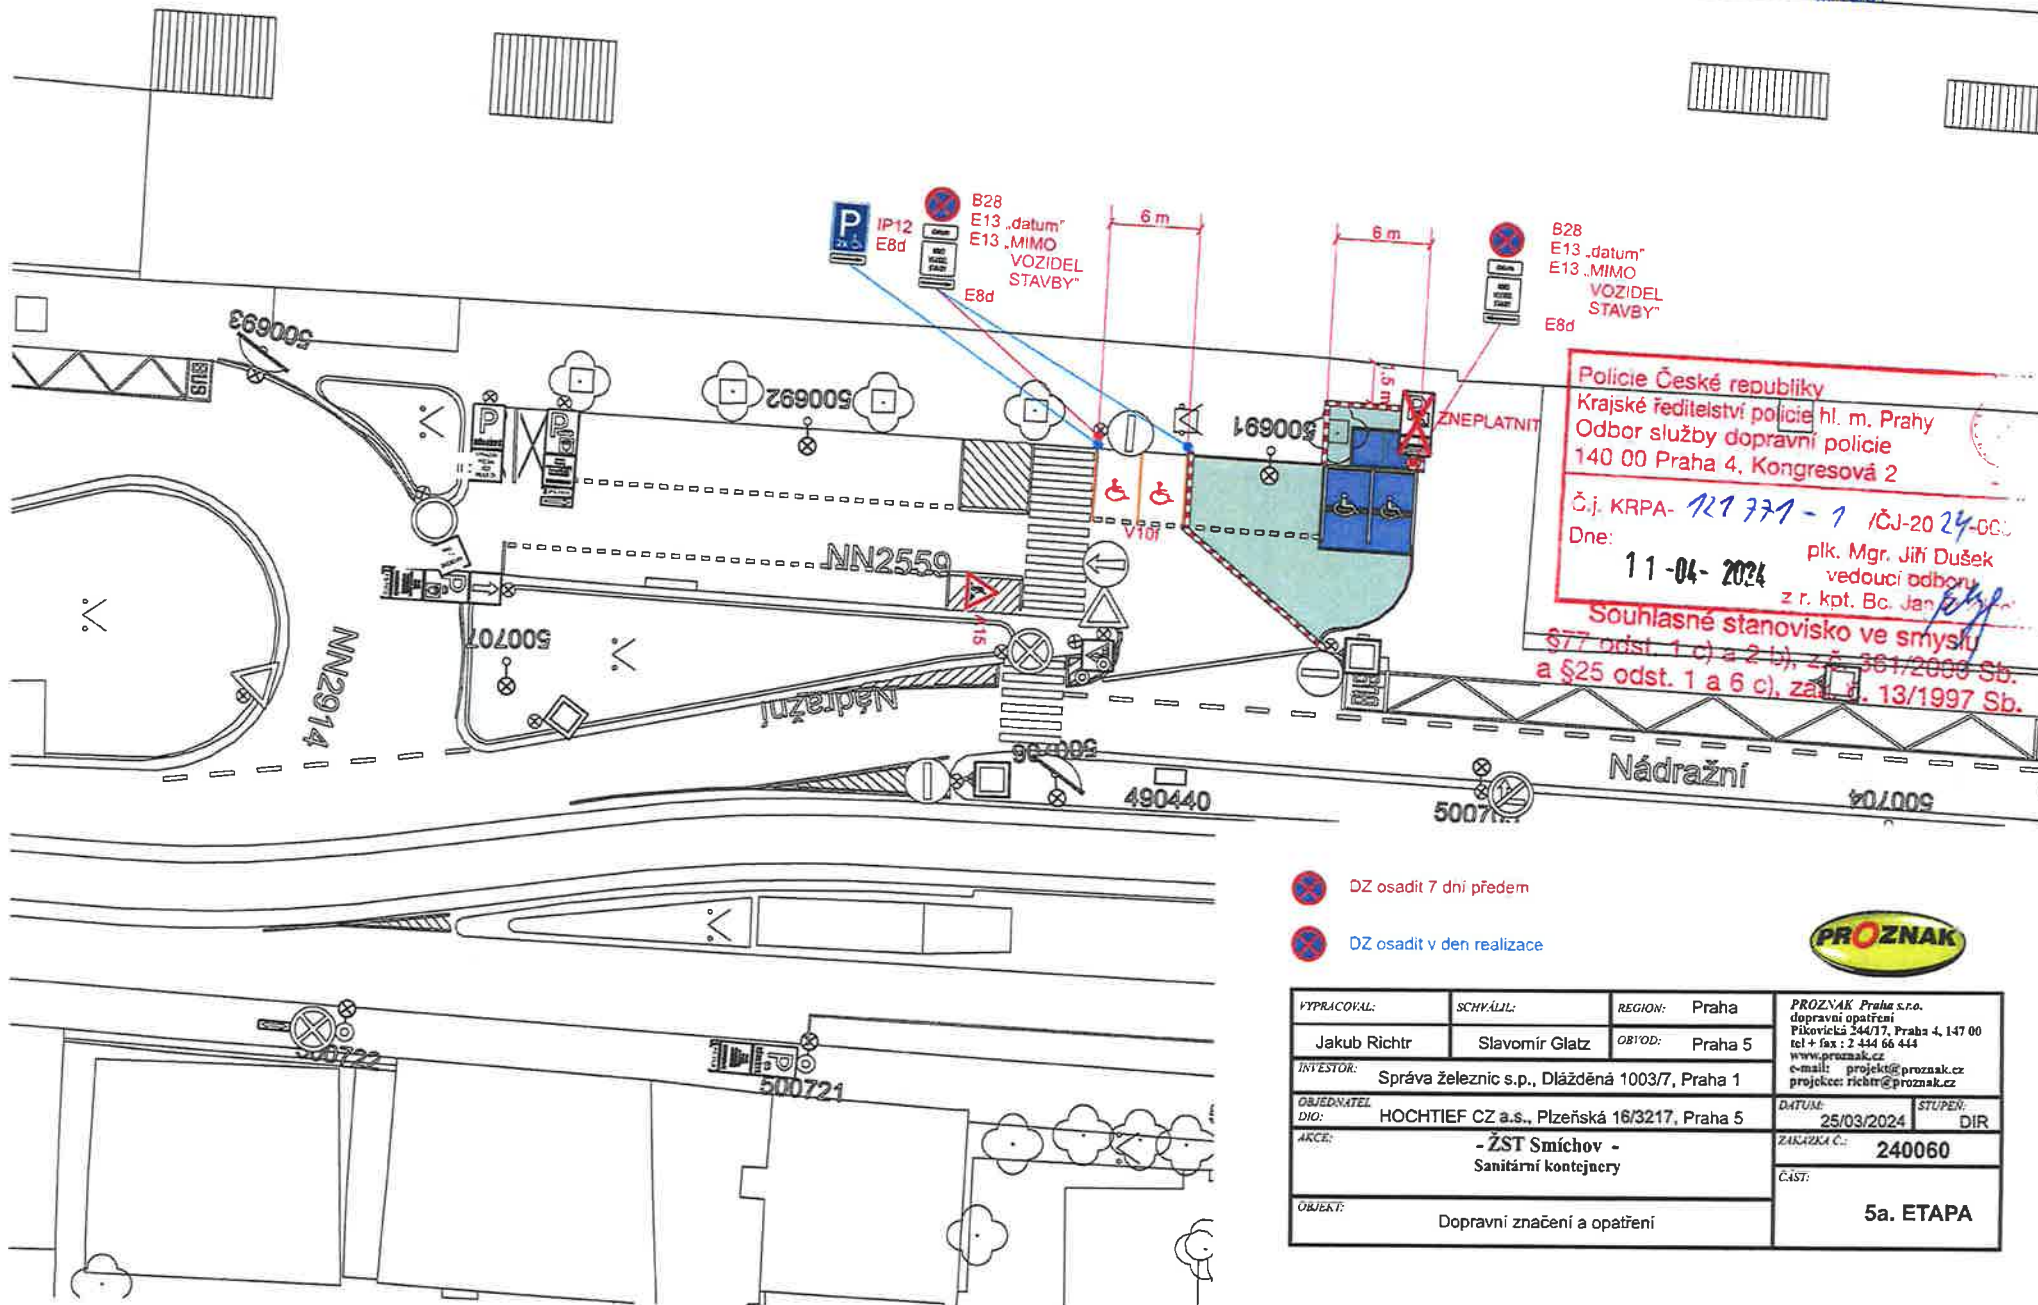 IP12
E8d
B28
E13 „datum"
E13 „MIMO
VOZIDEL
STAVBY"
E8d
6 m
6 m
B28
E13 „datum"
E13 „MIMO
VOZIDEL
STAVBY"
E8d
1,5 m
ZNEPLATNIT
500693
BUS
500692
500691
V10f
NN2559
A15
500707
NN2914
Nádražní
490440
Nádražní
500704
500722
500721
Policie České republiky
Krajské ředitelství policie hl. m. Prahy
Odbor služby dopravní policie
140 00 Praha 4, Kongresová 2
Č.j. KRPA- 121 771 - 1 /ČJ-20 24
Dne:
11 -04- 2024
plk. Mgr. Jiří Dušek
vedoucí odboru
z r. kpt. Bc. Jan
Souhlasné stanovisko ve smyslu
§77 odst. 1 c) a 2 b), z.č. 361/2000 Sb.
a §25 odst. 1 a 6 c), zák. č. 13/1997 Sb.
DZ osadit 7 dní předem
DZ osadit v den realizace
PROZNAK
VYPRACOVAL:
Jakub Richtr
SCHVÁLIL:
Slavomír Glatz
REGION: Praha
OBVOD: Praha 5
PROZNAK Praha s.r.o.
dopravní opatření
Pikovická 244/17, Praha 4, 147 00
tel + fax : 2 444 66 444
www.proznak.cz
e-mail: projekt@proznak.cz
projekce: richtr@proznak.cz
INVESTOR: Správa železnic s.p., Dlážděná 1003/7, Praha 1
OBJEDNATEL DIO: HOCHTIEF CZ a.s., Plzeňská 16/3217, Praha 5
DATUM: 25/03/2024
STUPEŇ: DIR
AKCE: - ŽST Smíchov -
Sanitární kontejnery
ZAKÁZKA Č.: 240060
OBJEKT: Dopravní značení a opatření
ČÁST: 5a. ETAPA